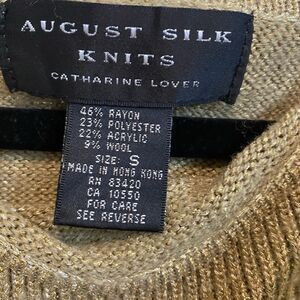 AUGUST SILK
KNITS
CATHARINE LOVER
46% RAYON
23% POLYESTER
22% ACRYLIC
9% WOOL
SIZE: S
MADE IN HONG KONG
RN 83420
CA 10550
FOR CARE
SEE REVERSE